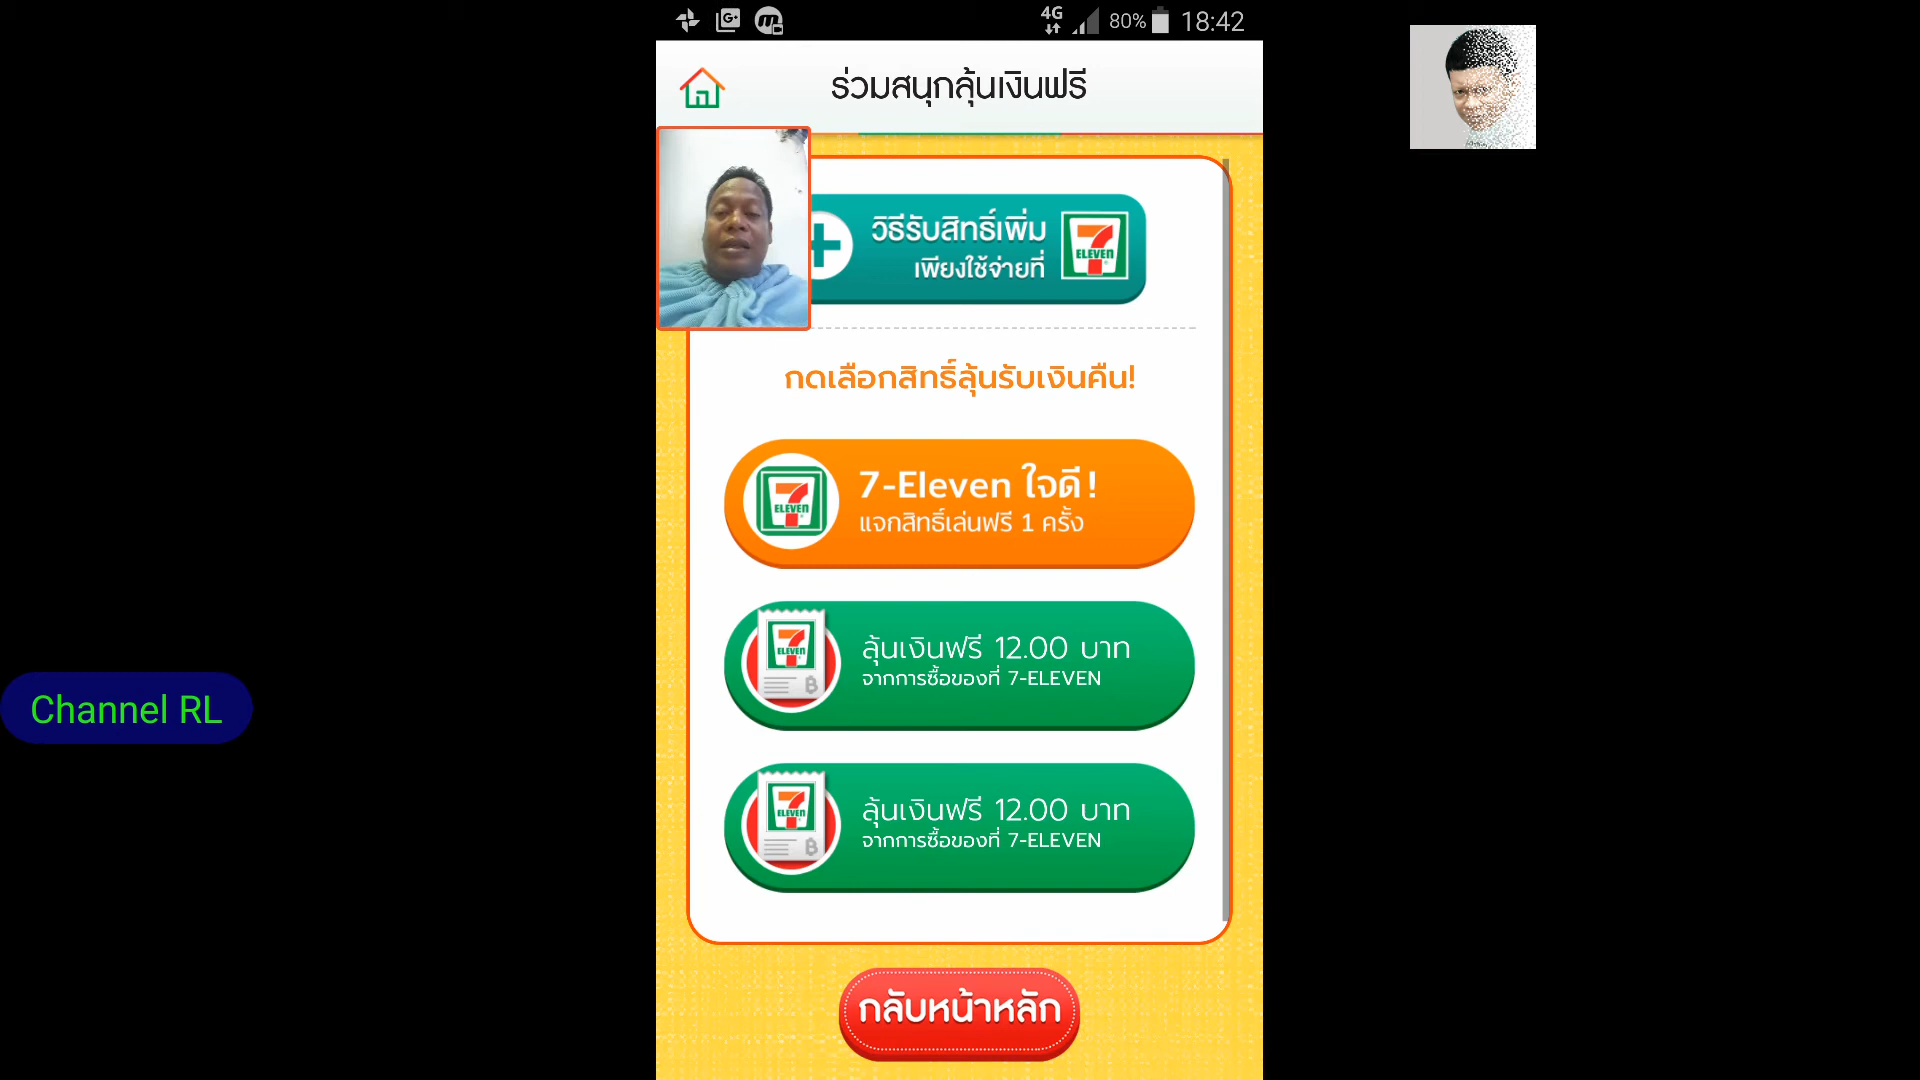 4G 80% 18:42
ร่วมสนุกลุ้นเงินฟรี
วิธีรับสิทธิ์เพิ่ม
เพียงใช้จ่ายที่
7 ELEVEN
กดเลือกสิทธิ์ลุ้นรับเงินคืน!
7 ELEVEN
7-Eleven ใจดี !
แจกสิทธิ์เล่นฟรี 1 ครั้ง
7 ELEVEN
ลุ้นเงินฟรี 12.00 บาท
จากการซื้อของที่ 7-ELEVEN
Channel RL
7 ELEVEN
ลุ้นเงินฟรี 12.00 บาท
จากการซื้อของที่ 7-ELEVEN
กลับหน้าหลัก